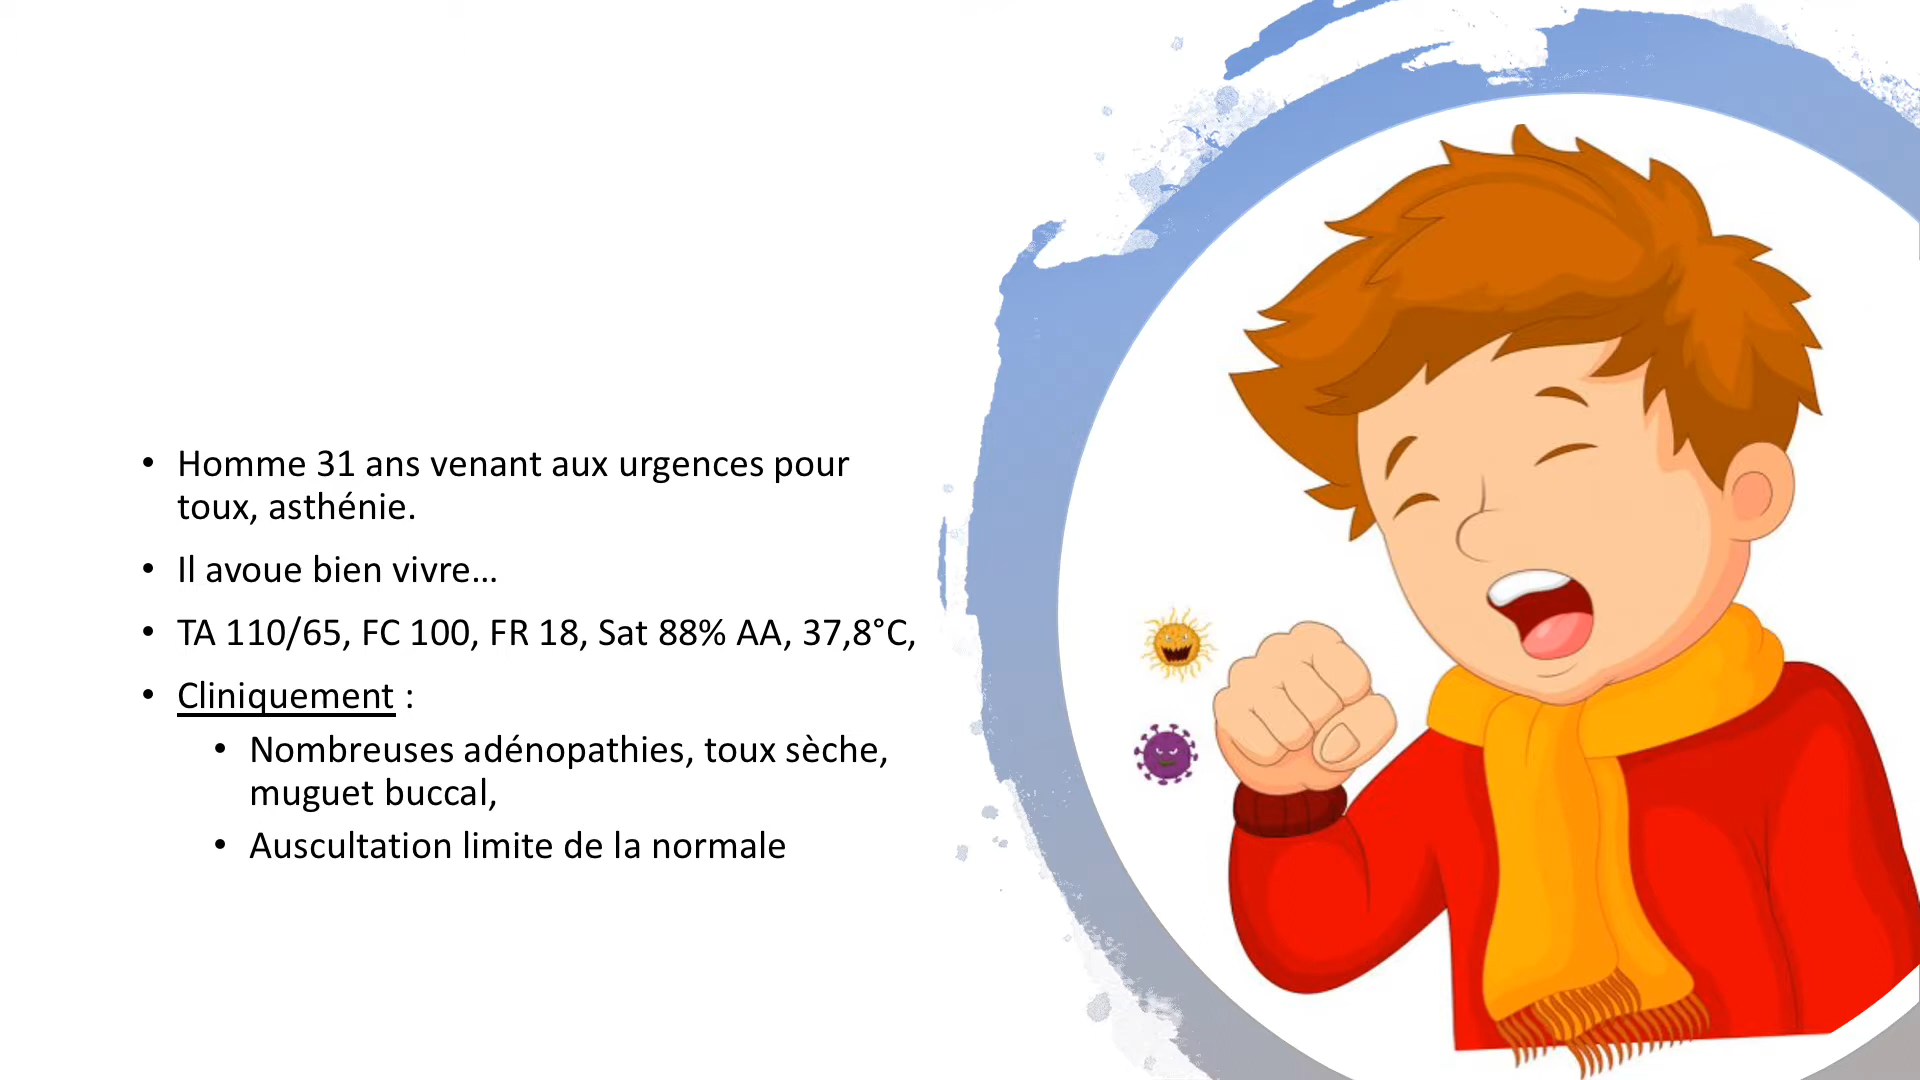 • Homme 31 ans venant aux urgences pour
toux, asthénie.
• Il avoue bien vivre…
• TA 110/65, FC 100, FR 18, Sat 88% AA, 37,8°C,
• Cliniquement :
• Nombreuses adénopathies, toux sèche,
muguet buccal,
• Auscultation limite de la normale